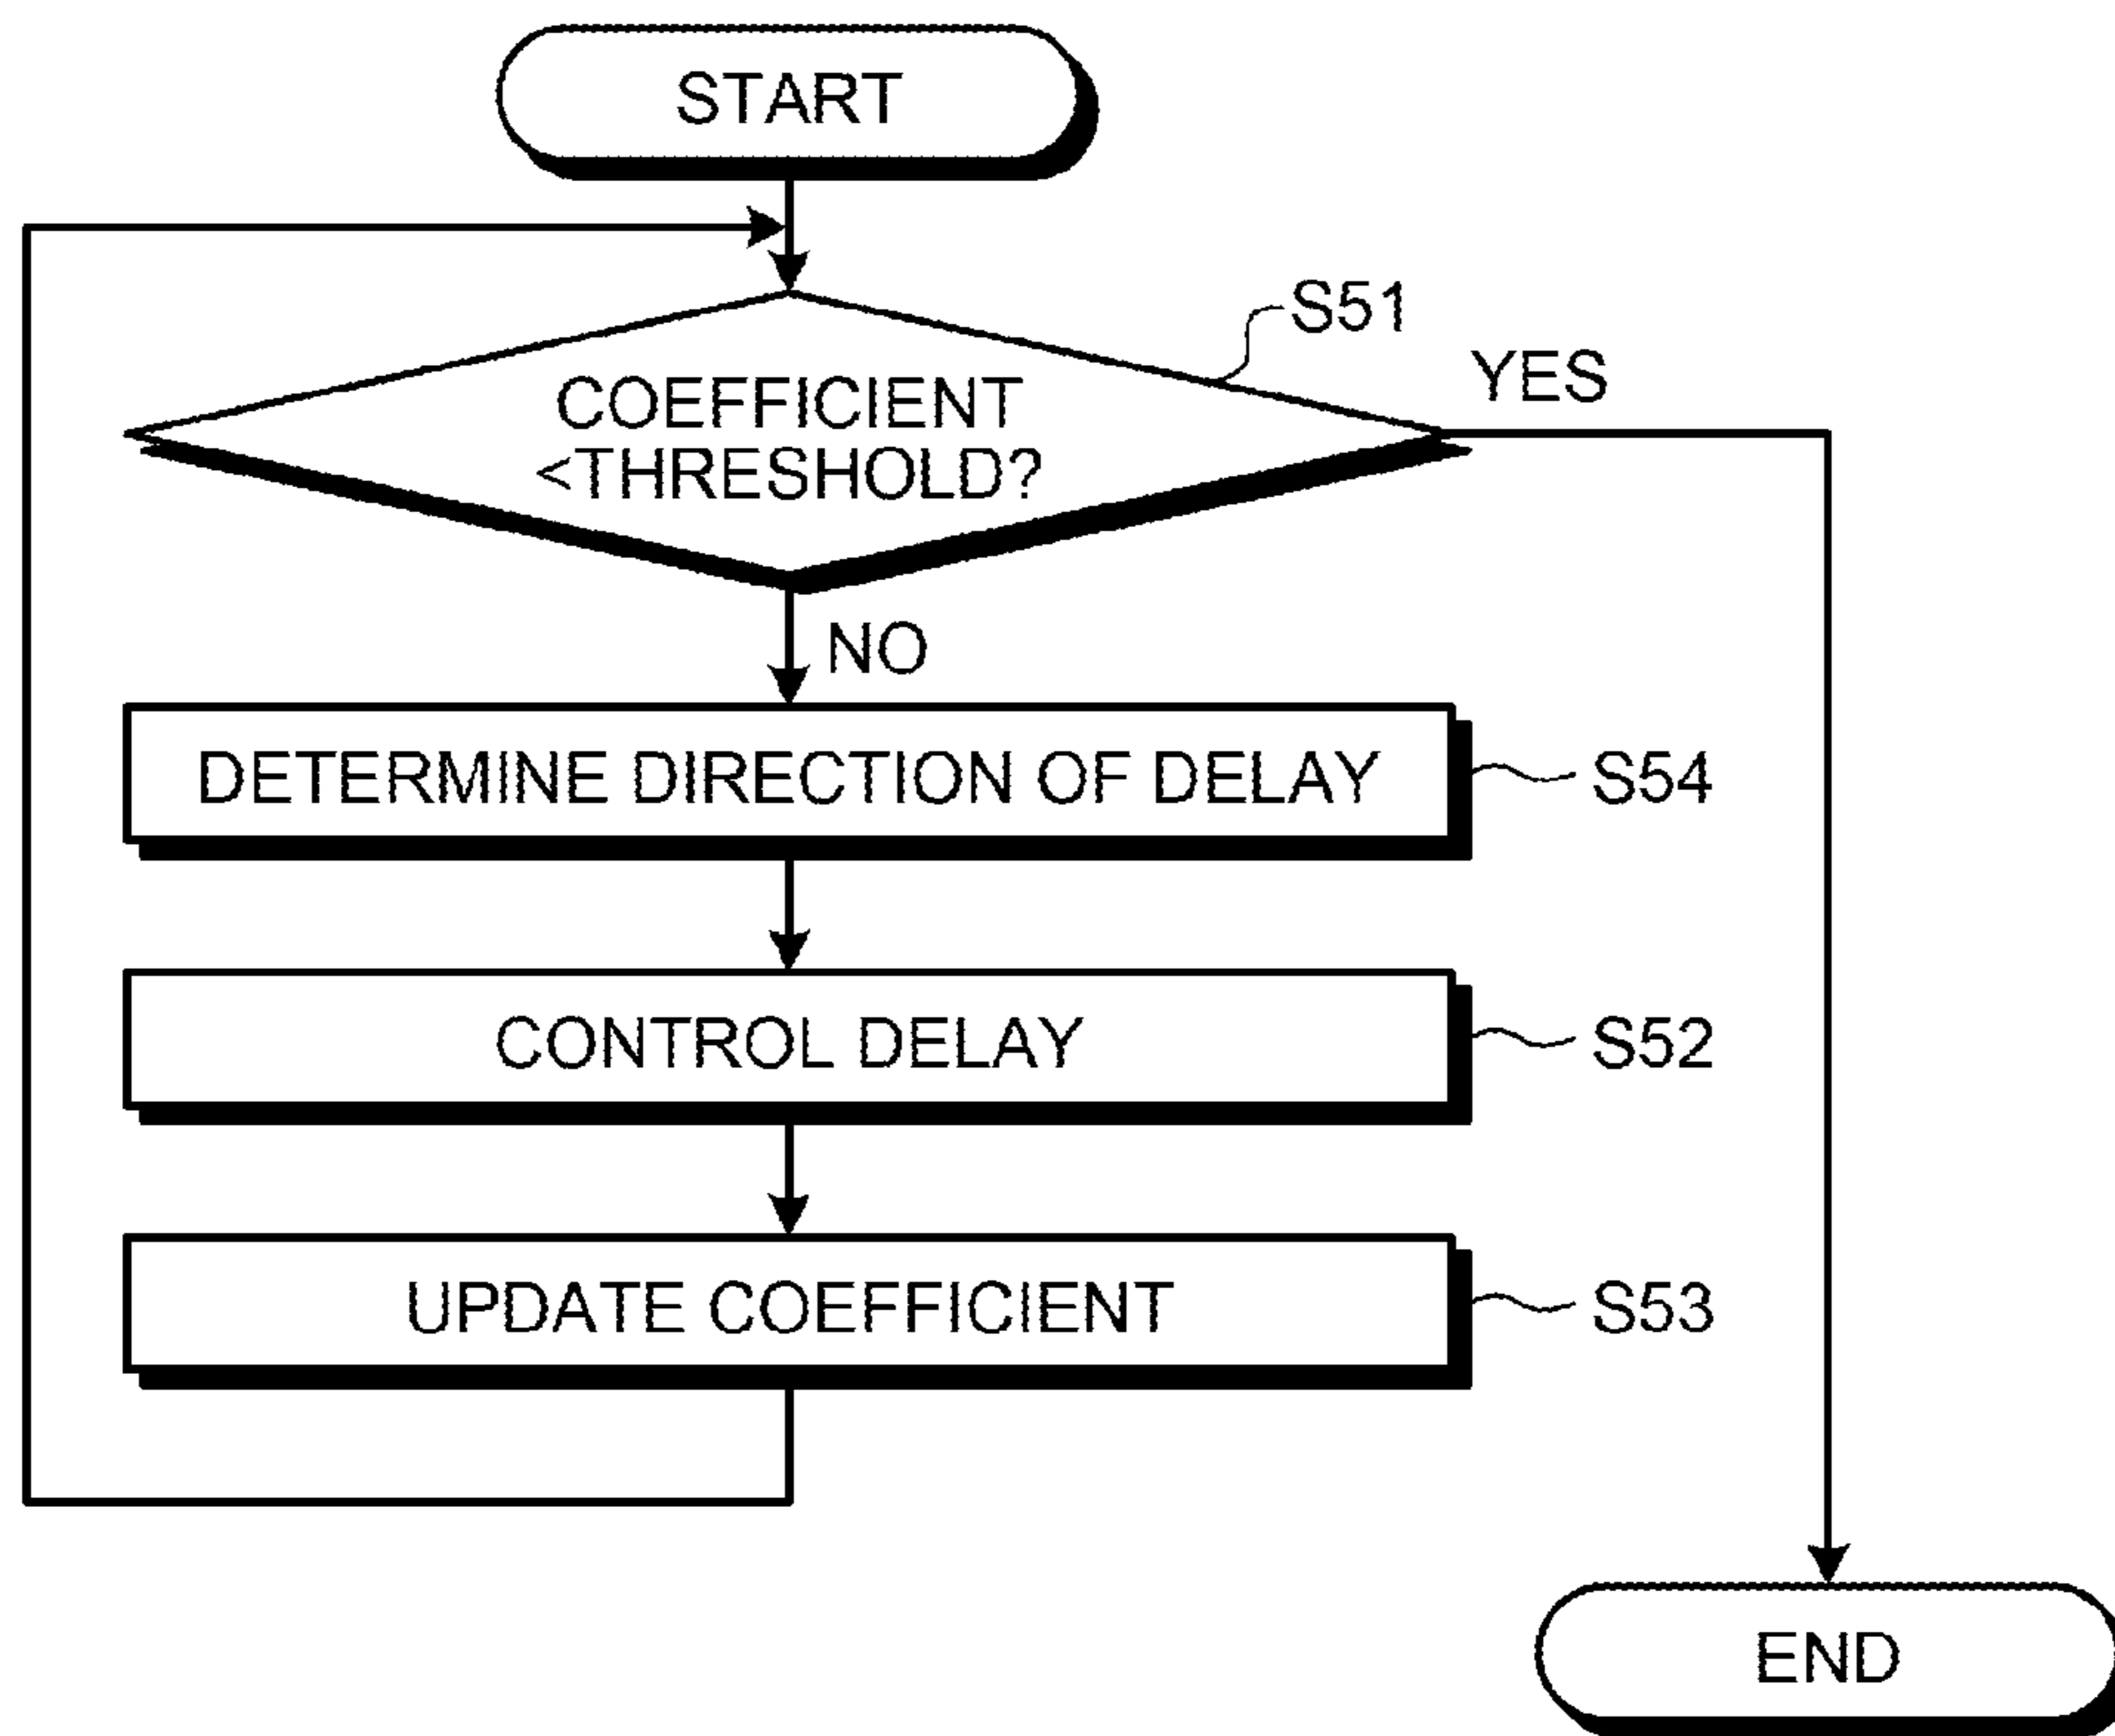 START
S51
YES
COEFFICIENT
<THRESHOLD?
NO
DETERMINE DIRECTION OF DELAY
S54
CONTROL DELAY
S52
UPDATE COEFFICIENT
S53
END